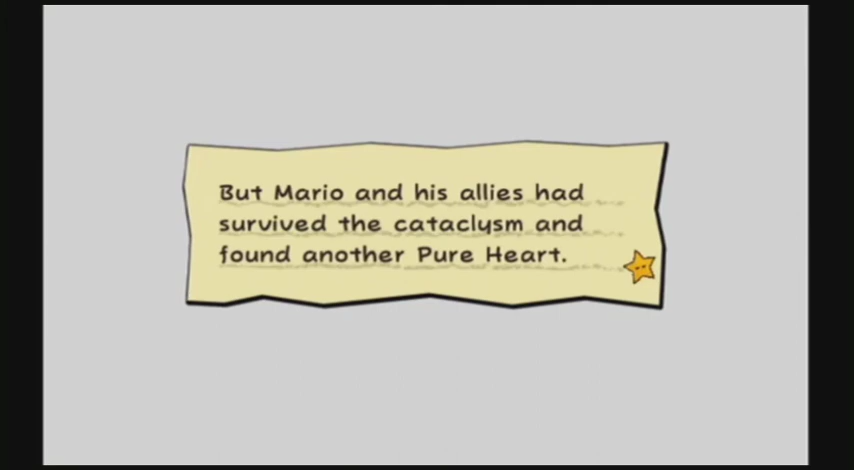 But Mario and his allies had
survived the cataclysm and
found another Pure Heart.